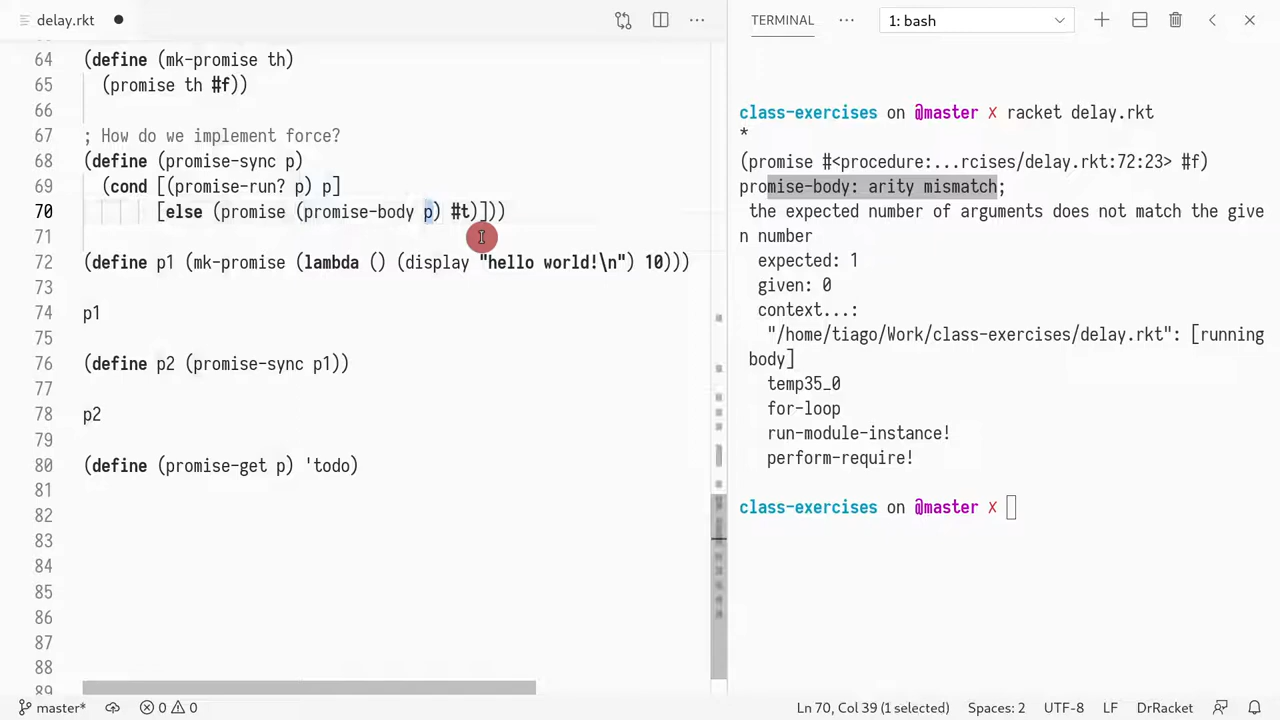 delay.rkt
64 (define (mk-promise th)
65 (promise th #f))
66
67 ; How do we implement force?
68 (define (promise-sync p)
69 (cond [(promise-run? p) p]
70 [else (promise (promise-body p) #t)]))
71
72 (define p1 (mk-promise (lambda () (display "hello world!\n") 10)))
73
74 p1
75
76 (define p2 (promise-sync p1))
77
78 p2
79
80 (define (promise-get p) 'todo)
81
82
83
84
85
86
87
88
89
master* 0 0
TERMINAL ··· 1: bash
class-exercises on @master ✗ racket delay.rkt
*
(promise #<procedure:...rcises/delay.rkt:72:23> #f)
promise-body: arity mismatch;
the expected number of arguments does not match the give
n number
expected: 1
given: 0
context...:
"/home/tiago/Work/class-exercises/delay.rkt": [running
body]
temp35_0
for-loop
run-module-instance!
perform-require!
class-exercises on @master ✗
Ln 70, Col 39 (1 selected) Spaces: 2 UTF-8 LF DrRacket